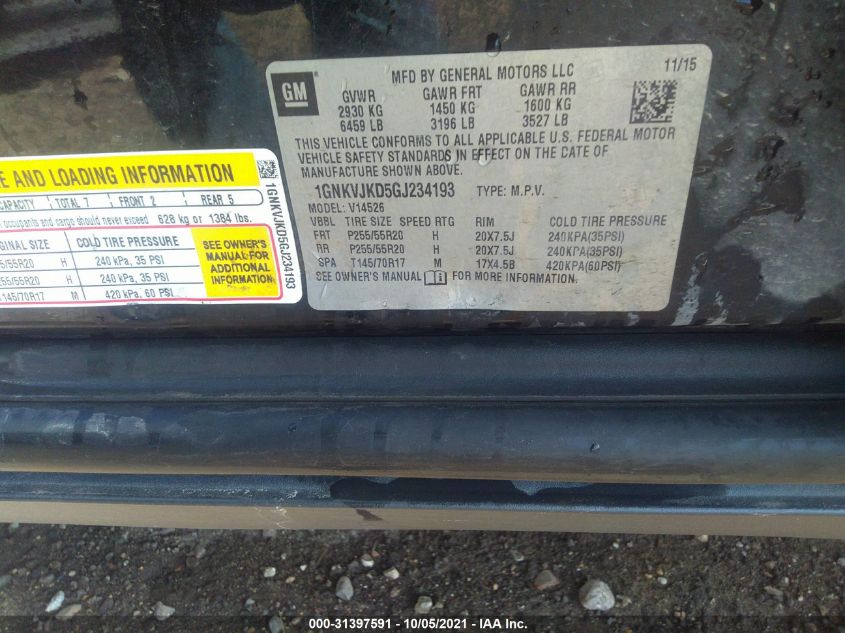 GM
MFD BY GENERAL MOTORS LLC
11/15
GVWR GAWR FRT GAWR RR
2930 KG 1450 KG 1600 KG
6459 LB 3196 LB 3527 LB
THIS VEHICLE CONFORMS TO ALL APPLICABLE U.S. FEDERAL MOTOR
VEHICLE SAFETY STANDARDS IN EFFECT ON THE DATE OF
MANUFACTURE SHOWN ABOVE.
1GNKVJKD5GJ234193 TYPE: M.P.V.
MODEL: V14526
VBBL TIRE SIZE SPEED RTG RIM COLD TIRE PRESSURE
FRT P255/55R20 H 20X7.5J 240KPA(35PSI)
RR P255/55R20 H 20X7.5J 240KPA(35PSI)
SPA T145/70R17 M 17X4.5B 420KPA(60PSI)
SEE OWNER'S MANUAL i FOR MORE INFORMATION.
AND LOADING INFORMATION
CAPACITY TOTAL 7 FRONT 2 REAR 5
occupants and cargo should never exceed 628 kg or 1384 lbs.
SIZE COLD TIRE PRESSURE
55R20 H 240 kPa, 35 PSI
55R20 H 240 kPa, 35 PSI
145/70R17 M 420 kPa, 60 PSI
SEE OWNER'S
MANUAL FOR
ADDITIONAL
INFORMATION
1GNKVJKD5GJ234193
000-31397591 - 10/05/2021 - IAA Inc.